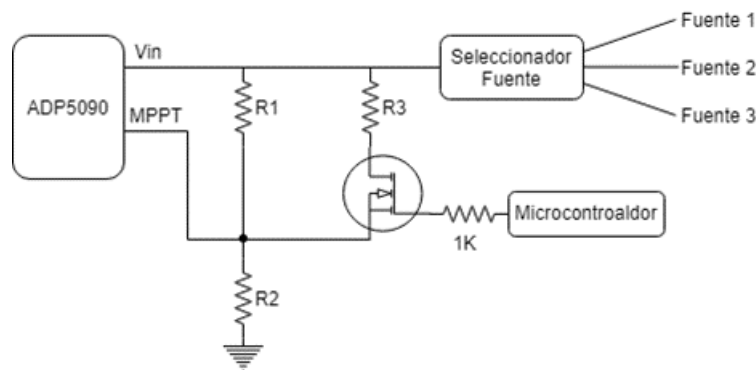 Fuente 1
Vin
Seleccionador
Fuente
Fuente 2
ADP5090
MPPT
R1
R3
Fuente 3
Microcontroaldor
1K
R2